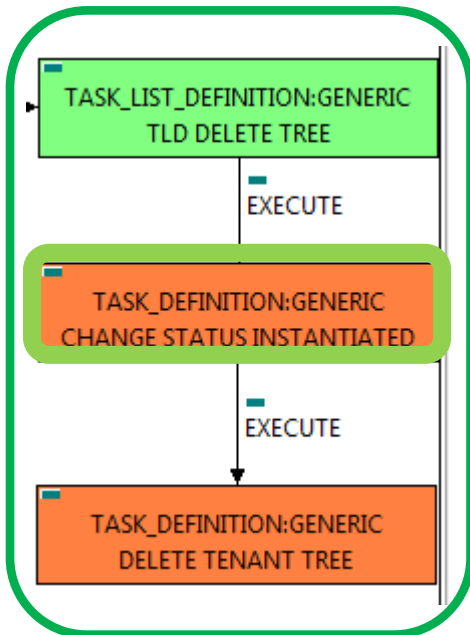 TASK_LIST_DEFINITION:GENERIC
TLD DELETE TREE
EXECUTE
TASK_DEFINITION:GENERIC
CHANGE STATUS INSTANTIATED
EXECUTE
TASK_DEFINITION:GENERIC
DELETE TENANT TREE